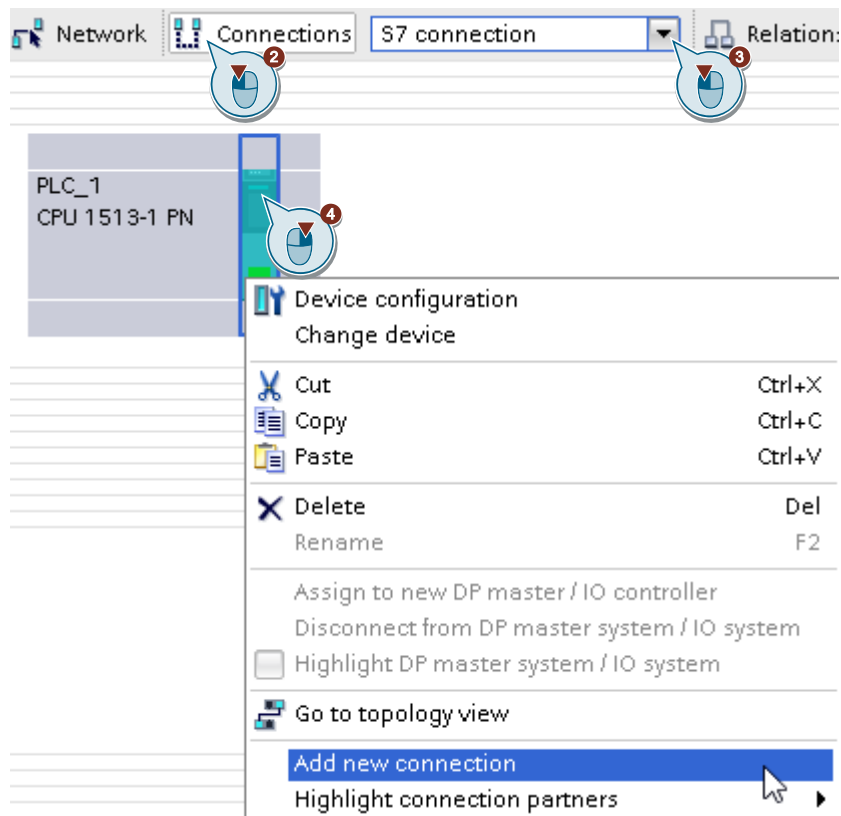 Network Connections S7 connection Relation:
2
3
PLC_1
CPU 1513-1 PN
4
Device configuration
Change device
Cut Ctrl+X
Copy Ctrl+C
Paste Ctrl+V
Delete Del
Rename F2
Assign to new DP master / IO controller
Disconnect from DP master system / IO system
Highlight DP master system / IO system
Go to topology view
Add new connection
Highlight connection partners